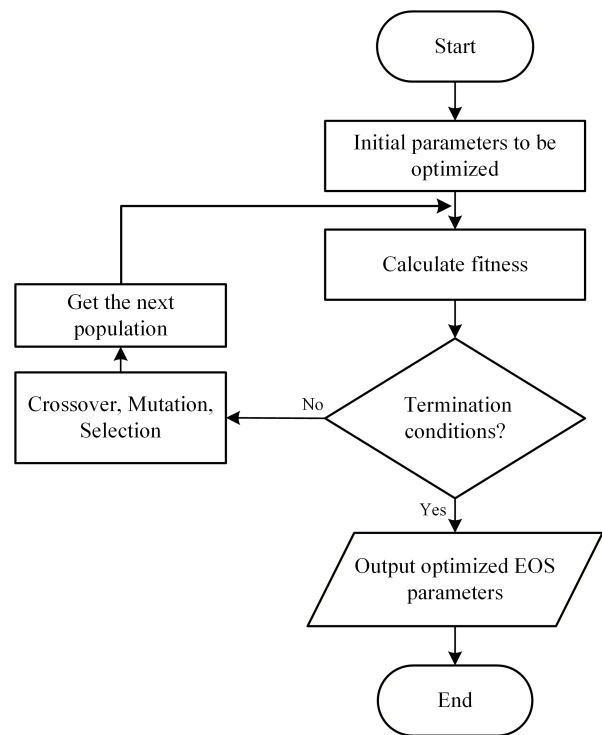 Start
Initial parameters to be
optimized
Calculate fitness
Get the next
population
Crossover, Mutation,
Selection
No
Termination
conditions?
Yes
Output optimized EOS
parameters
End